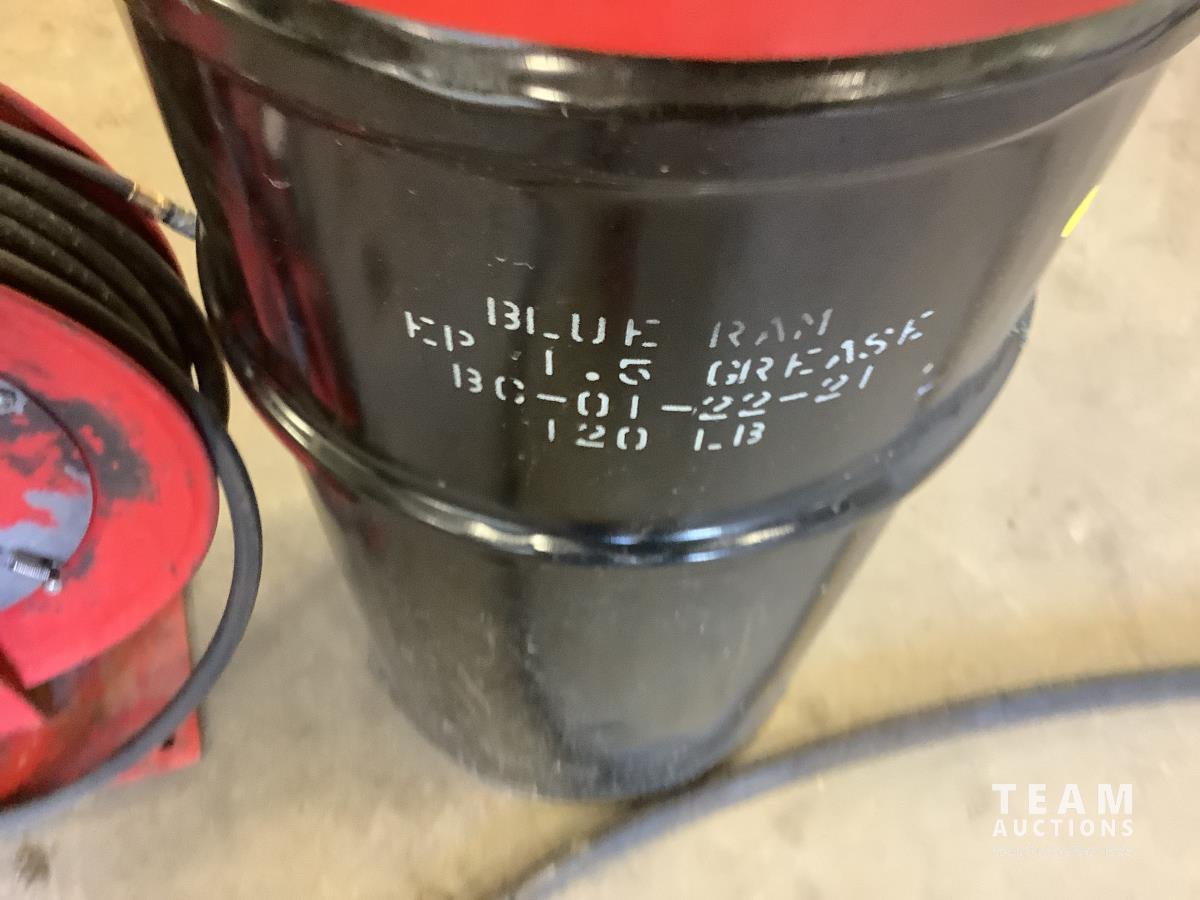 BLUE RAM
EP 1.5 GREASE
BC-01-22-21
120 LB
TEAM
AUCTIONS